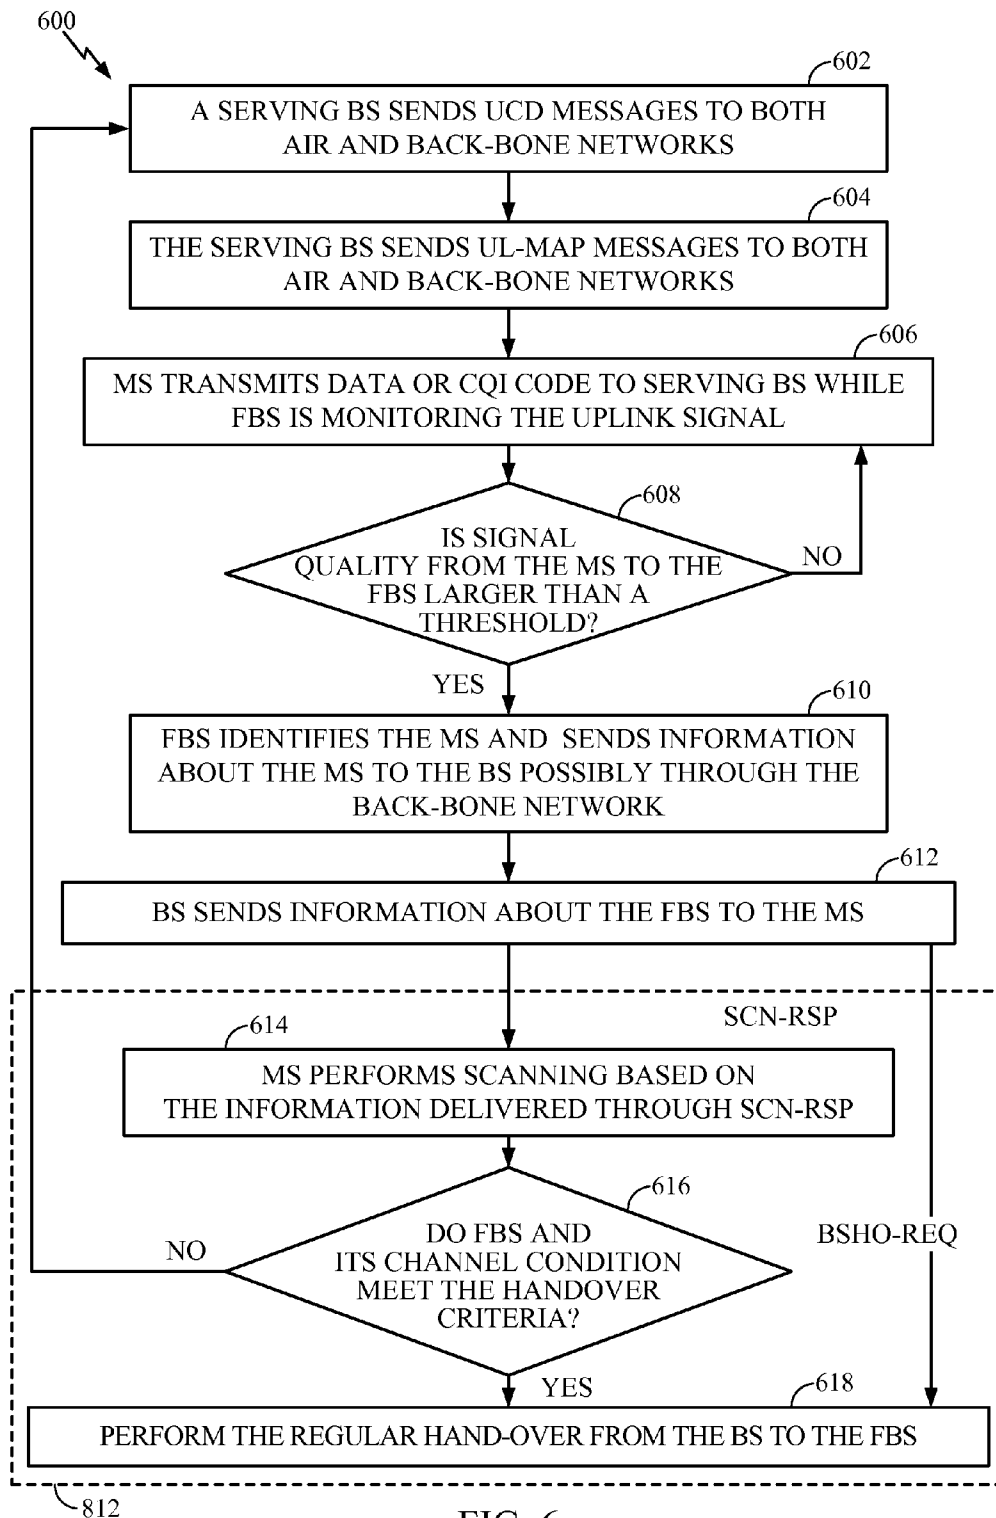 600
602
A SERVING BS SENDS UCD MESSAGES TO BOTH
AIR AND BACK-BONE NETWORKS
604
THE SERVING BS SENDS UL-MAP MESSAGES TO BOTH
AIR AND BACK-BONE NETWORKS
606
MS TRANSMITS DATA OR CQI CODE TO SERVING BS WHILE
FBS IS MONITORING THE UPLINK SIGNAL
608
IS SIGNAL
QUALITY FROM THE MS TO THE
FBS LARGER THAN A
THRESHOLD?
NO
YES
610
FBS IDENTIFIES THE MS AND SENDS INFORMATION
ABOUT THE MS TO THE BS POSSIBLY THROUGH THE
BACK-BONE NETWORK
612
BS SENDS INFORMATION ABOUT THE FBS TO THE MS
SCN-RSP
614
MS PERFORMS SCANNING BASED ON
THE INFORMATION DELIVERED THROUGH SCN-RSP
616
DO FBS AND
ITS CHANNEL CONDITION
MEET THE HANDOVER
CRITERIA?
NO
BSHO-REQ
YES
618
PERFORM THE REGULAR HAND-OVER FROM THE BS TO THE FBS
812
FIG. 6